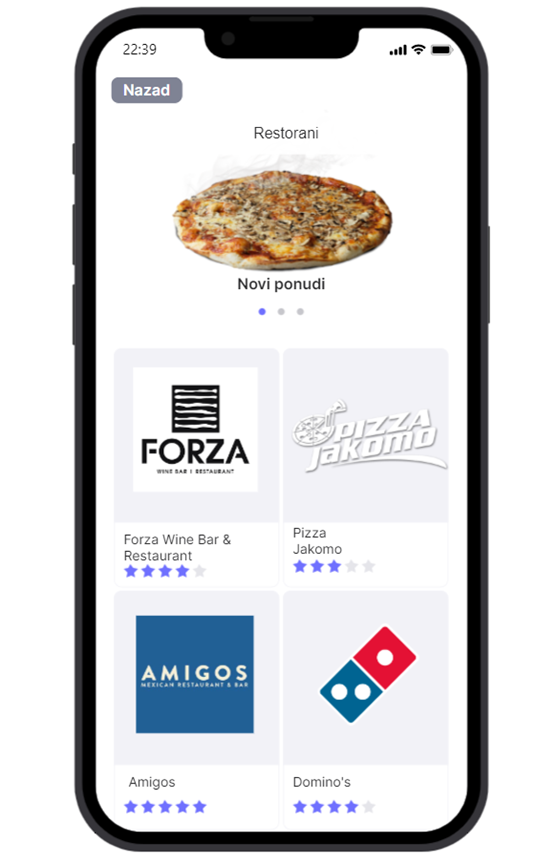 22:39
Nazad
Restorani
Novi ponudi
FORZA
WINE BAR | RESTAURANT
PIZZA
Jakomo
Forza Wine Bar &
Restaurant
Pizza
Jakomo
AMIGOS
MEXICAN RESTAURANT & BAR
Amigos
Domino's